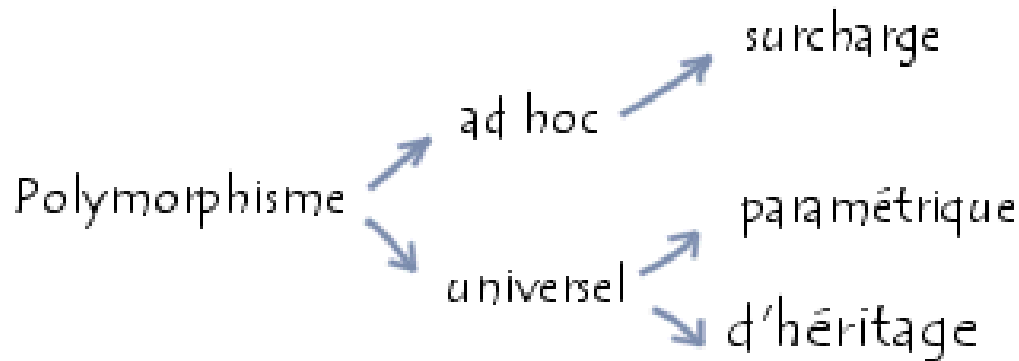 surcharge
ad hoc
Polymorphisme
paramétrique
universel
d'héritage